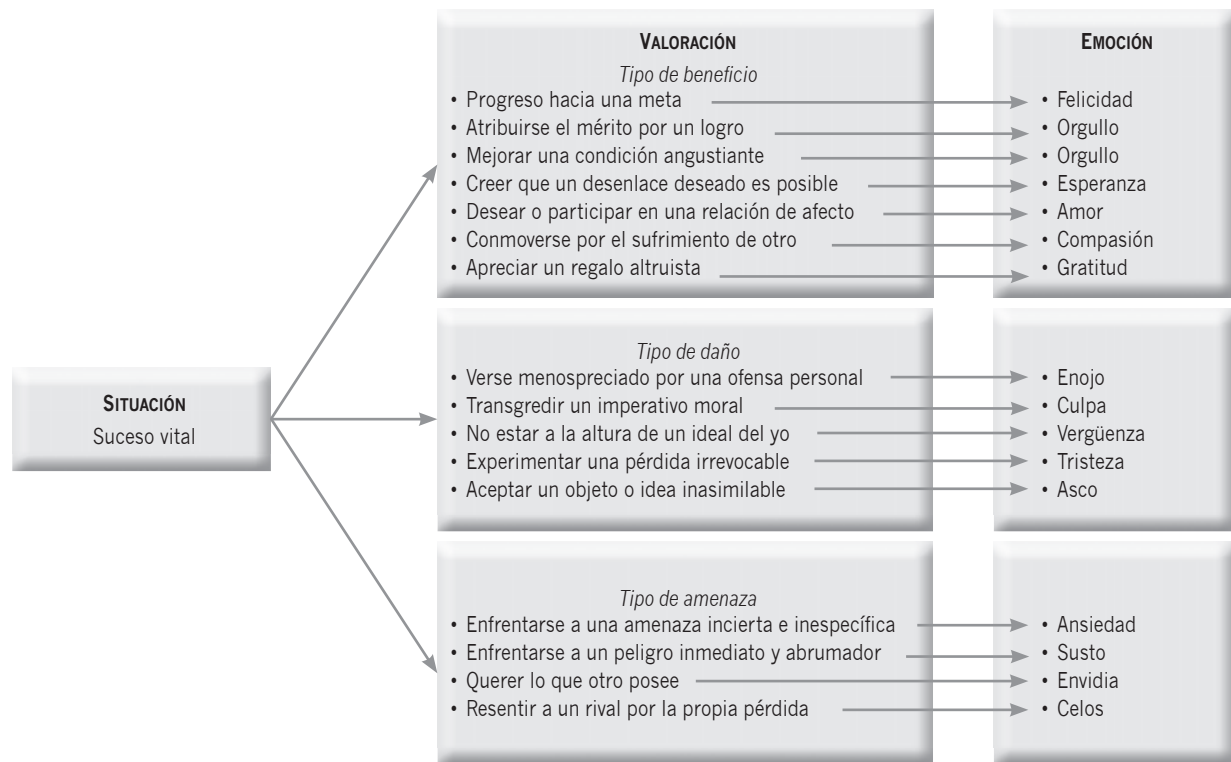 VALORACIÓN
Tipo de beneficio
• Progreso hacia una meta
• Atribuirse el mérito por un logro
• Mejorar una condición angustiante
• Creer que un desenlace deseado es posible
• Desear o participar en una relación de afecto
• Conmoverse por el sufrimiento de otro
• Apreciar un regalo altruista
EMOCIÓN
• Felicidad
• Orgullo
• Orgullo
• Esperanza
• Amor
• Compasión
• Gratitud
SITUACIÓN
Suceso vital
Tipo de daño
• Verse menospreciado por una ofensa personal
• Transgredir un imperativo moral
• No estar a la altura de un ideal del yo
• Experimentar una pérdida irrevocable
• Aceptar un objeto o idea inasimilable
• Enojo
• Culpa
• Vergüenza
• Tristeza
• Asco
Tipo de amenaza
• Enfrentarse a una amenaza incierta e inespecífica
• Enfrentarse a un peligro inmediato y abrumador
• Querer lo que otro posee
• Resentir a un rival por la propia pérdida
• Ansiedad
• Susto
• Envidia
• Celos